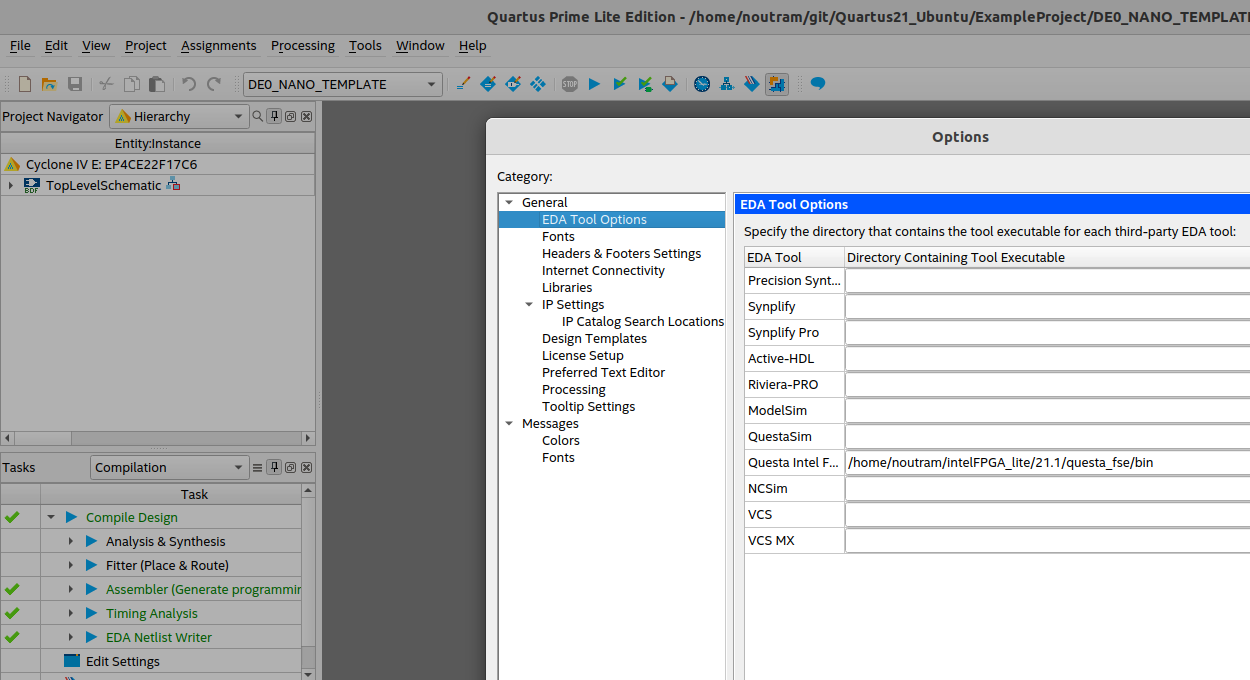 Quartus Prime Lite Edition - /home/noutram/git/Quartus21_Ubuntu/ExampleProject/DE0_NANO_TEMPLAT
File Edit View Project Assignments Processing Tools Window Help
DE0_NANO_TEMPLATE
STOP
Project Navigator
Hierarchy
Entity:Instance
Cyclone IV E: EP4CE22F17C6
BDF
TopLevelSchematic
Tasks
Compilation
Task
Compile Design
Analysis & Synthesis
Fitter (Place & Route)
Assembler (Generate programmin
Timing Analysis
EDA Netlist Writer
Edit Settings
Options
Category:
General
EDA Tool Options
Fonts
Headers & Footers Settings
Internet Connectivity
Libraries
IP Settings
IP Catalog Search Locations
Design Templates
License Setup
Preferred Text Editor
Processing
Tooltip Settings
Messages
Colors
Fonts
EDA Tool Options
Specify the directory that contains the tool executable for each third-party EDA tool:
EDA Tool Directory Containing Tool Executable
Precision Synt...
Synplify
Synplify Pro
Active-HDL
Riviera-PRO
ModelSim
QuestaSim
Questa Intel F... /home/noutram/intelFPGA_lite/21.1/questa_fse/bin
NCSim
VCS
VCS MX